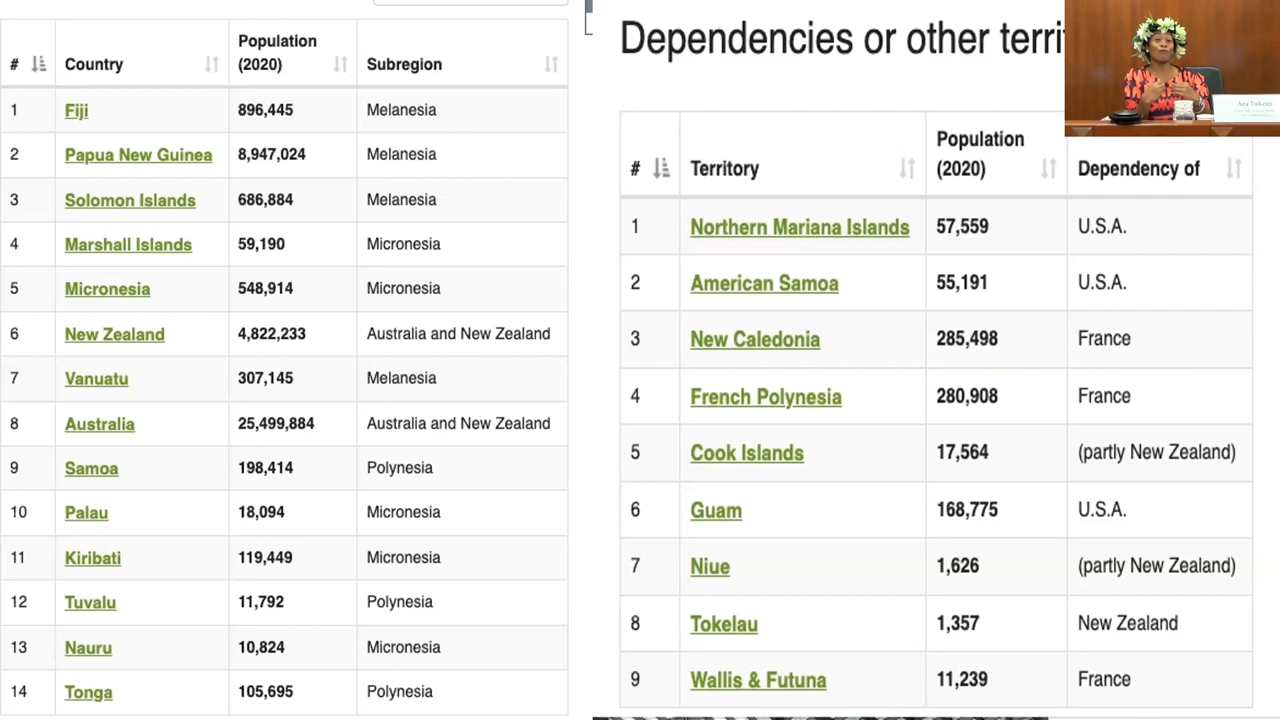 # Country Population (2020) Subregion
1 Fiji 896,445 Melanesia
2 Papua New Guinea 8,947,024 Melanesia
3 Solomon Islands 686,884 Melanesia
4 Marshall Islands 59,190 Micronesia
5 Micronesia 548,914 Micronesia
6 New Zealand 4,822,233 Australia and New Zealand
7 Vanuatu 307,145 Melanesia
8 Australia 25,499,884 Australia and New Zealand
9 Samoa 198,414 Polynesia
10 Palau 18,094 Micronesia
11 Kiribati 119,449 Micronesia
12 Tuvalu 11,792 Polynesia
13 Nauru 10,824 Micronesia
14 Tonga 105,695 Polynesia
Dependencies or other terri
# Territory Population (2020) Dependency of
1 Northern Mariana Islands 57,559 U.S.A.
2 American Samoa 55,191 U.S.A.
3 New Caledonia 285,498 France
4 French Polynesia 280,908 France
5 Cook Islands 17,564 (partly New Zealand)
6 Guam 168,775 U.S.A.
7 Niue 1,626 (partly New Zealand)
8 Tokelau 1,357 New Zealand
9 Wallis & Futuna 11,239 France